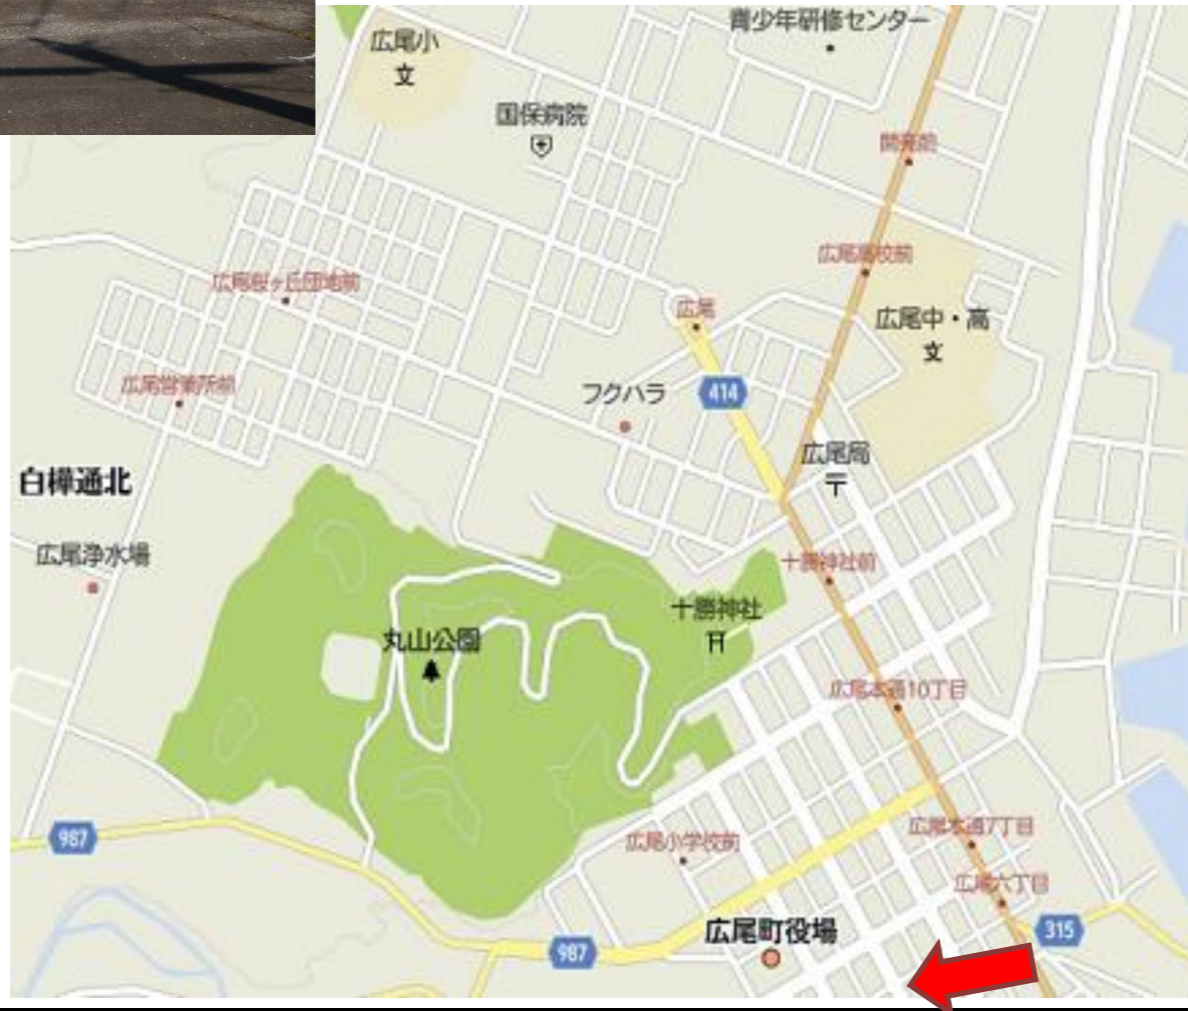 青少年研修センター
広尾小
文
国保病院
開発前
広尾高校前
広尾桜ヶ丘団地前
広尾
広尾中・高
文
広尾営業所前
フクハラ
414
広尾局
〒
白樺通北
広尾浄水場
十勝神社前
十勝神社
丸山公園
広尾本通10丁目
987
広尾小学校前
広尾本通7丁目
広尾六丁目
広尾町役場
315
987